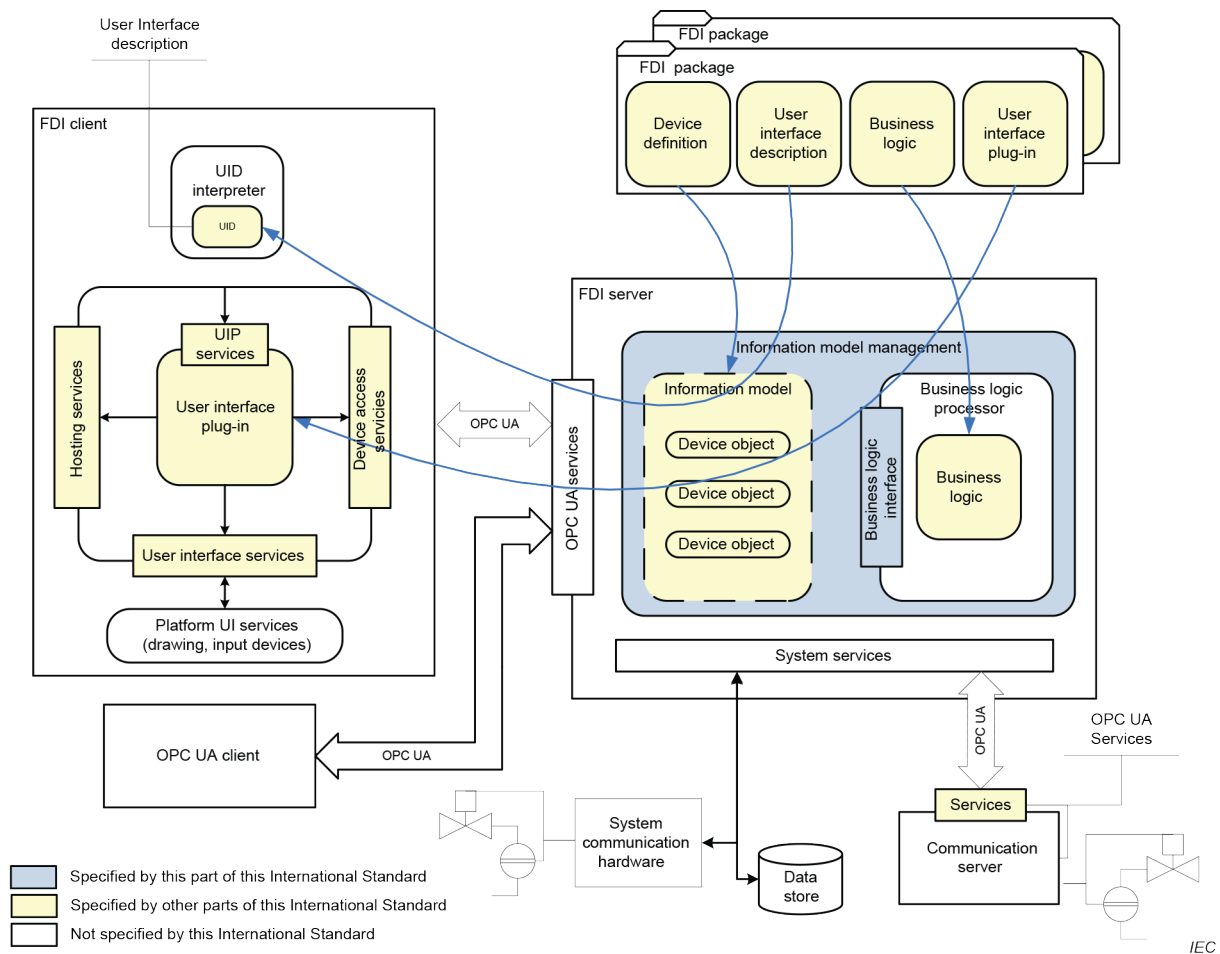 User Interface
description
FDI package
FDI package
Device
definition
User
interface
description
Business
logic
User
interface
plug-in
FDI client
UID
interpreter
UID
UIP
services
Hosting services
User interface
plug-in
Device access
servicies
User interface services
Platform UI services
(drawing, input devices)
OPC UA
FDI server
OPC UA services
Information model management
Information model
Device object
Device object
Device object
Business logic
processor
Business logic
interface
Business
logic
System services
OPC UA client
OPC UA
OPC UA
OPC UA
Services
Services
Communication
server
System
communication
hardware
Data
store
Specified by this part of this International Standard
Specified by other parts of this International Standard
Not specified by this International Standard
IEC